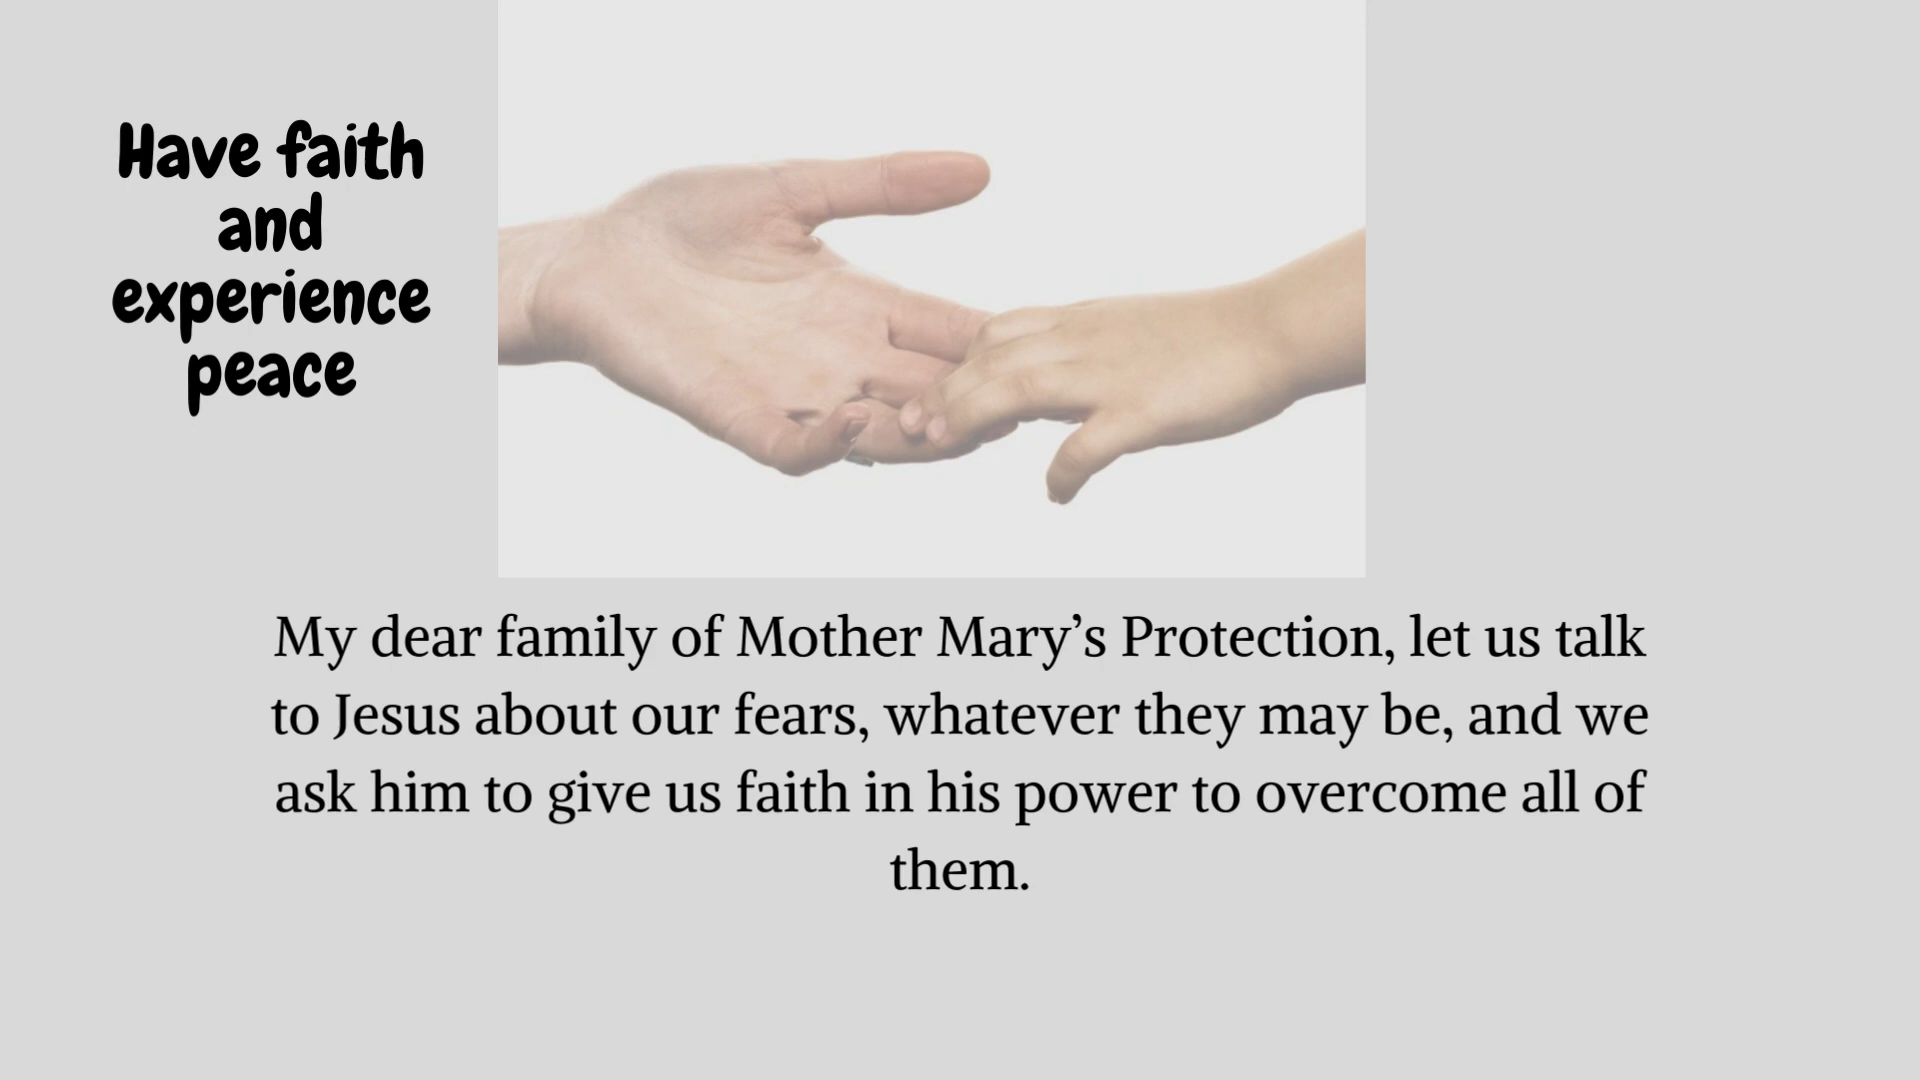 Have faith
and
experience
peace
My dear family of Mother Mary’s Protection, let us talk
to Jesus about our fears, whatever they may be, and we
ask him to give us faith in his power to overcome all of
them.